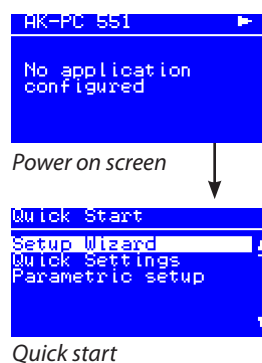 AK-PC 551
No application
configured
Power on screen
Quick Start
Setup Wizard
Quick Settings
Parametric setup
Quick start